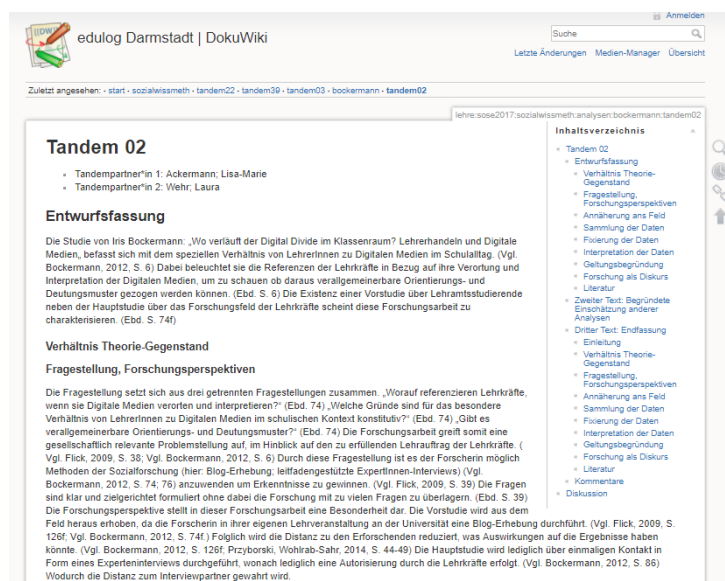 Anmelden
edulog Darmstadt | DokuWiki
Suche
Letzte Änderungen Medien-Manager Übersicht
Zuletzt angesehen: • start • sozialwissmeth • tandem22 • tandem39 • tandem03 • bockermann • tandem02
lehre:sose2017:sozialwissmeth:analysen:bockermann:tandem02
Tandem 02
Tandempartner*in 1: Ackermann; Lisa-Marie
Tandempartner*in 2: Wehr; Laura
Entwurfsfassung
Die Studie von Iris Bockermann: „Wo verläuft der Digital Divide im Klassenraum? Lehrerhandeln und Digitale
Medien„ befasst sich mit dem speziellen Verhältnis von LehrerInnen zu Digitalen Medien im Schulalltag. (Vgl.
Bockermann, 2012, S. 6) Dabei beleuchtet sie die Referenzen der Lehrkräfte in Bezug auf ihre Verortung und
Interpretation der Digitalen Medien, um zu schauen ob daraus verallgemeinerbare Orientierungs- und
Deutungsmuster gezogen werden können. (Ebd. S. 6) Die Existenz einer Vorstudie über Lehramtsstudierende
neben der Hauptstudie über das Forschungsfeld der Lehrkräfte scheint diese Forschungsarbeit zu
charakterisieren. (Ebd. S. 74f)
Verhältnis Theorie-Gegenstand
Fragestellung, Forschungsperspektiven
Die Fragestellung setzt sich aus drei getrennten Fragestellungen zusammen. „Worauf referenzieren Lehrkräfte,
wenn sie Digitale Medien verorten und interpretieren?“ (Ebd. 74) „Welche Gründe sind für das besondere
Verhältnis von LehrerInnen zu Digitalen Medien im schulischen Kontext konstitutiv?“ (Ebd. 74) „Gibt es
verallgemeinerbare Orientierungs- und Deutungsmuster?“ (Ebd. 74) Die Forschungsarbeit greift somit eine
gesellschaftlich relevante Problemstellung auf, im Hinblick auf den zu erfüllenden Lehrauftrag der Lehrkräfte. (
Vgl. Flick, 2009, S. 38; Vgl. Bockermann, 2012, S. 6) Durch diese Fragestellung ist es der Forscherin möglich
Methoden der Sozialforschung (hier: Blog-Erhebung; leitfadengestützte ExpertInnen-Interviews) (Vgl.
Bockermann, 2012, S. 74; 76) anzuwenden um Erkenntnisse zu gewinnen. (Vgl. Flick, 2009, S. 39) Die Fragen
sind klar und zielgerichtet formuliert ohne dabei die Forschung mit zu vielen Fragen zu überlagern. (Ebd. S. 39)
Die Forschungsperspektive stellt in dieser Forschungsarbeit eine Besonderheit dar. Die Vorstudie wird aus dem
Feld heraus erhoben, da die Forscherin in ihrer eigenen Lehrveranstaltung an der Universität eine Blog-Erhebung durchführt. (Vgl. Flick, 2009, S.
126f; Vgl. Bockermann, 2012, S. 74f.) Folglich wird die Distanz zu den Erforschenden reduziert, was Auswirkungen auf die Ergebnisse haben
könnte. (Vgl. Bockermann, 2012, S. 126f; Przyborski, Wohlrab-Sahr, 2014, S. 44-49) Die Hauptstudie wird lediglich über einmaligen Kontakt in
Form eines Experteninterviews durchgeführt, wonach lediglich eine Autorisierung durch die Lehrkräfte erfolgt. (Vgl. Bockermann, 2012, S. 86)
Wodurch die Distanz zum Interviewpartner gewahrt wird.
Inhaltsverzeichnis
Tandem 02
Entwurfsfassung
Verhältnis Theorie-
Gegenstand
Fragestellung,
Forschungsperspektiven
Annäherung ans Feld
Sammlung der Daten
Fixierung der Daten
Interpretation der Daten
Geltungsbegründung
Forschung als Diskurs
Literatur
Zweiter Text: Begründete
Einschätzung anderer
Analysen
Dritter Text: Endfassung
Einleitung
Verhältnis Theorie-
Gegenstand
Fragestellung,
Forschungsperspektiven
Annäherung ans Feld
Sammlung der Daten
Fixierung der Daten
Interpretation der Daten
Geltungsbegründung
Forschung als Diskurs
Literatur
Kommentare
Diskussion